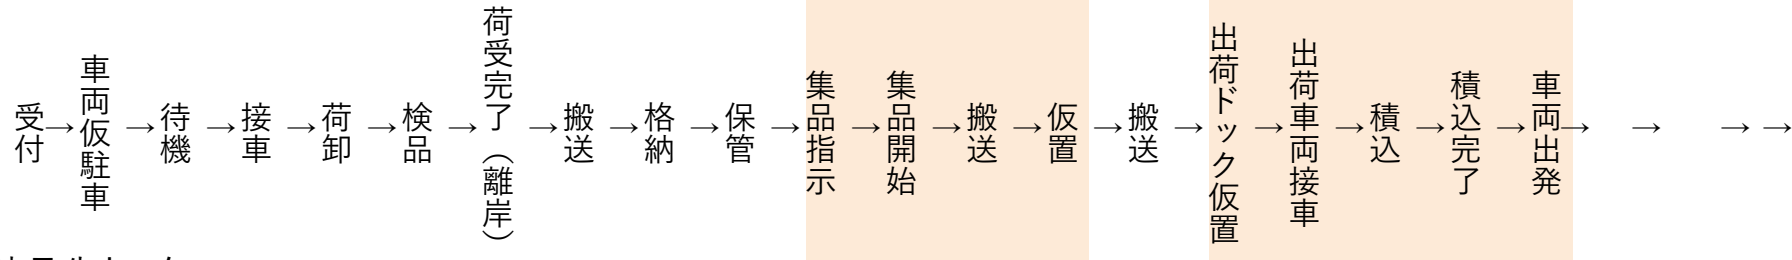 受付→車両仮駐車→待機→接車→荷卸→検品→荷受完了（離岸）→搬送→格納→保管→集品指示→集品開始→搬送→仮置→搬送→出荷ドック仮置→出荷車両接車→積込→積込完了→車両出発→ → → →